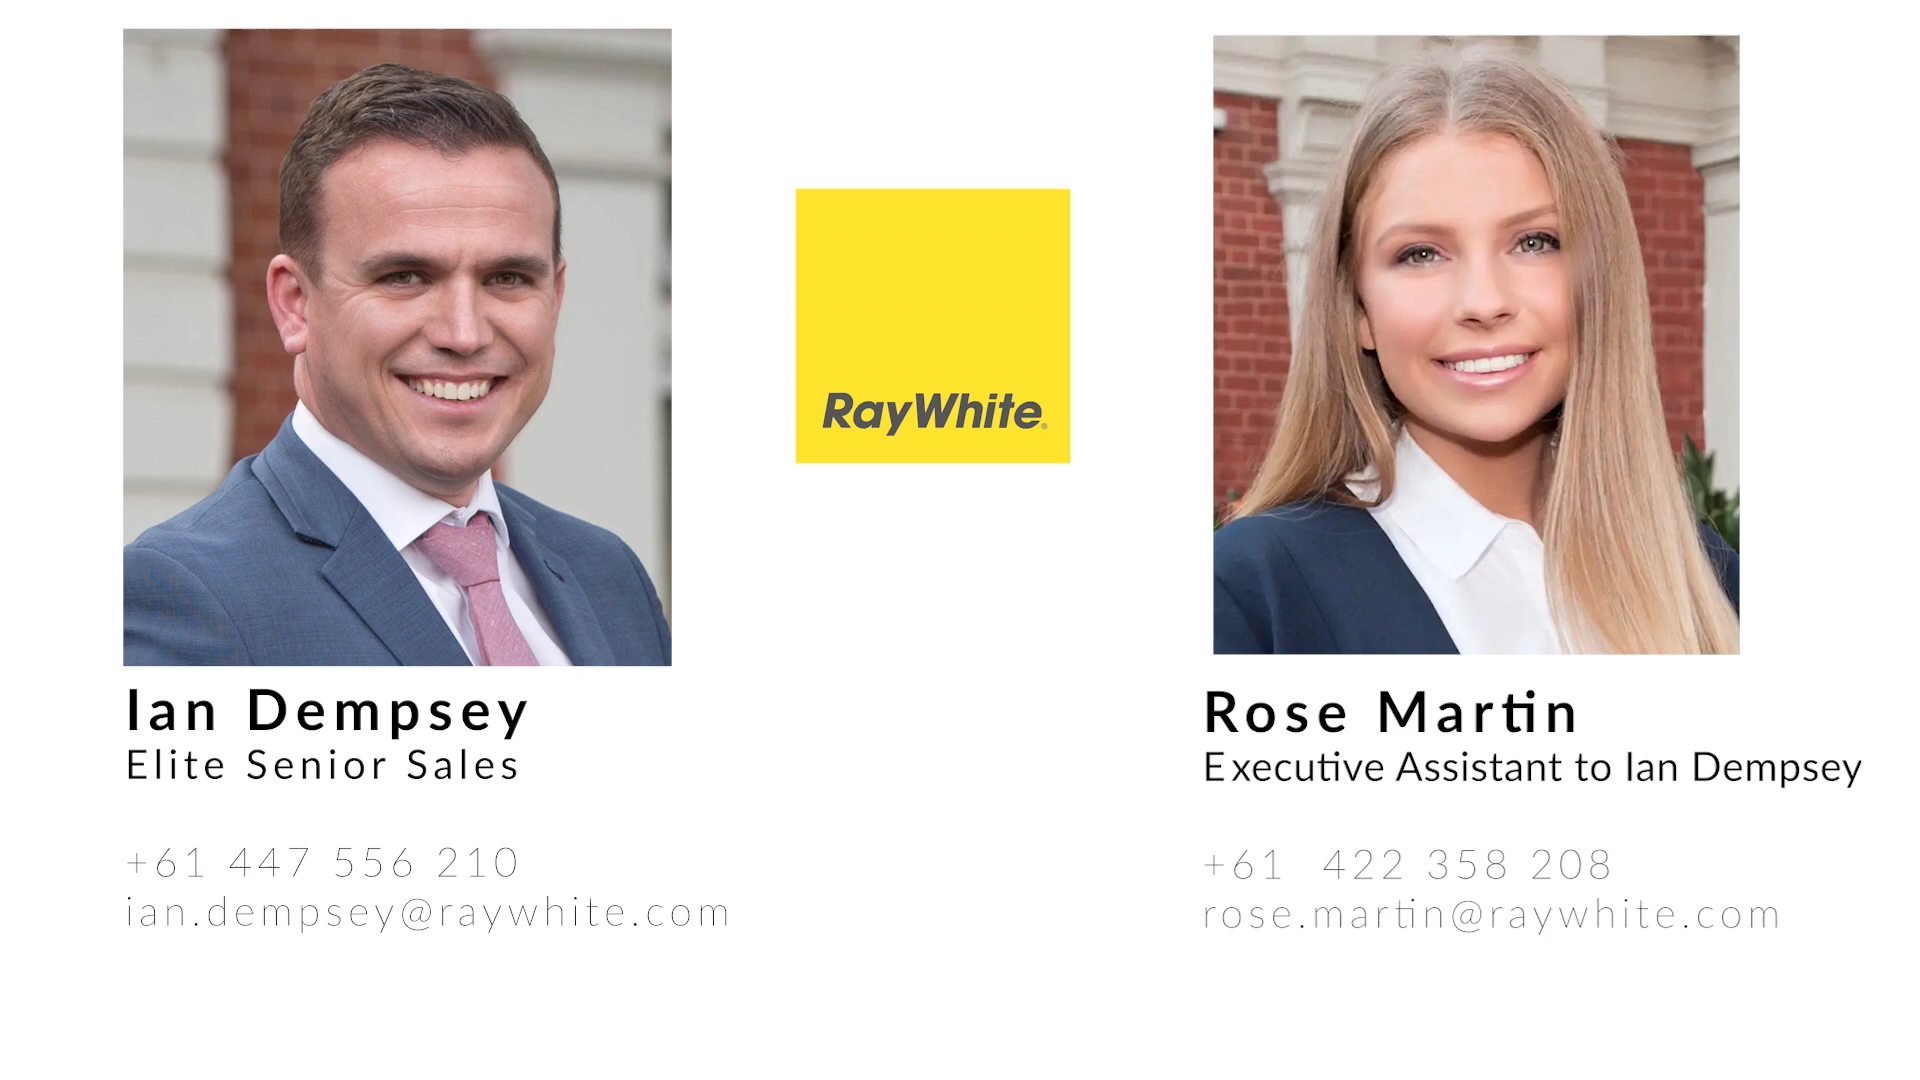 RayWhite
Ian Dempsey
Elite Senior Sales
+61 447 556 210
ian.dempsey@raywhite.com
Rose Martin
Executive Assistant to Ian Dempsey
+61 422 358 208
rose.martin@raywhite.com